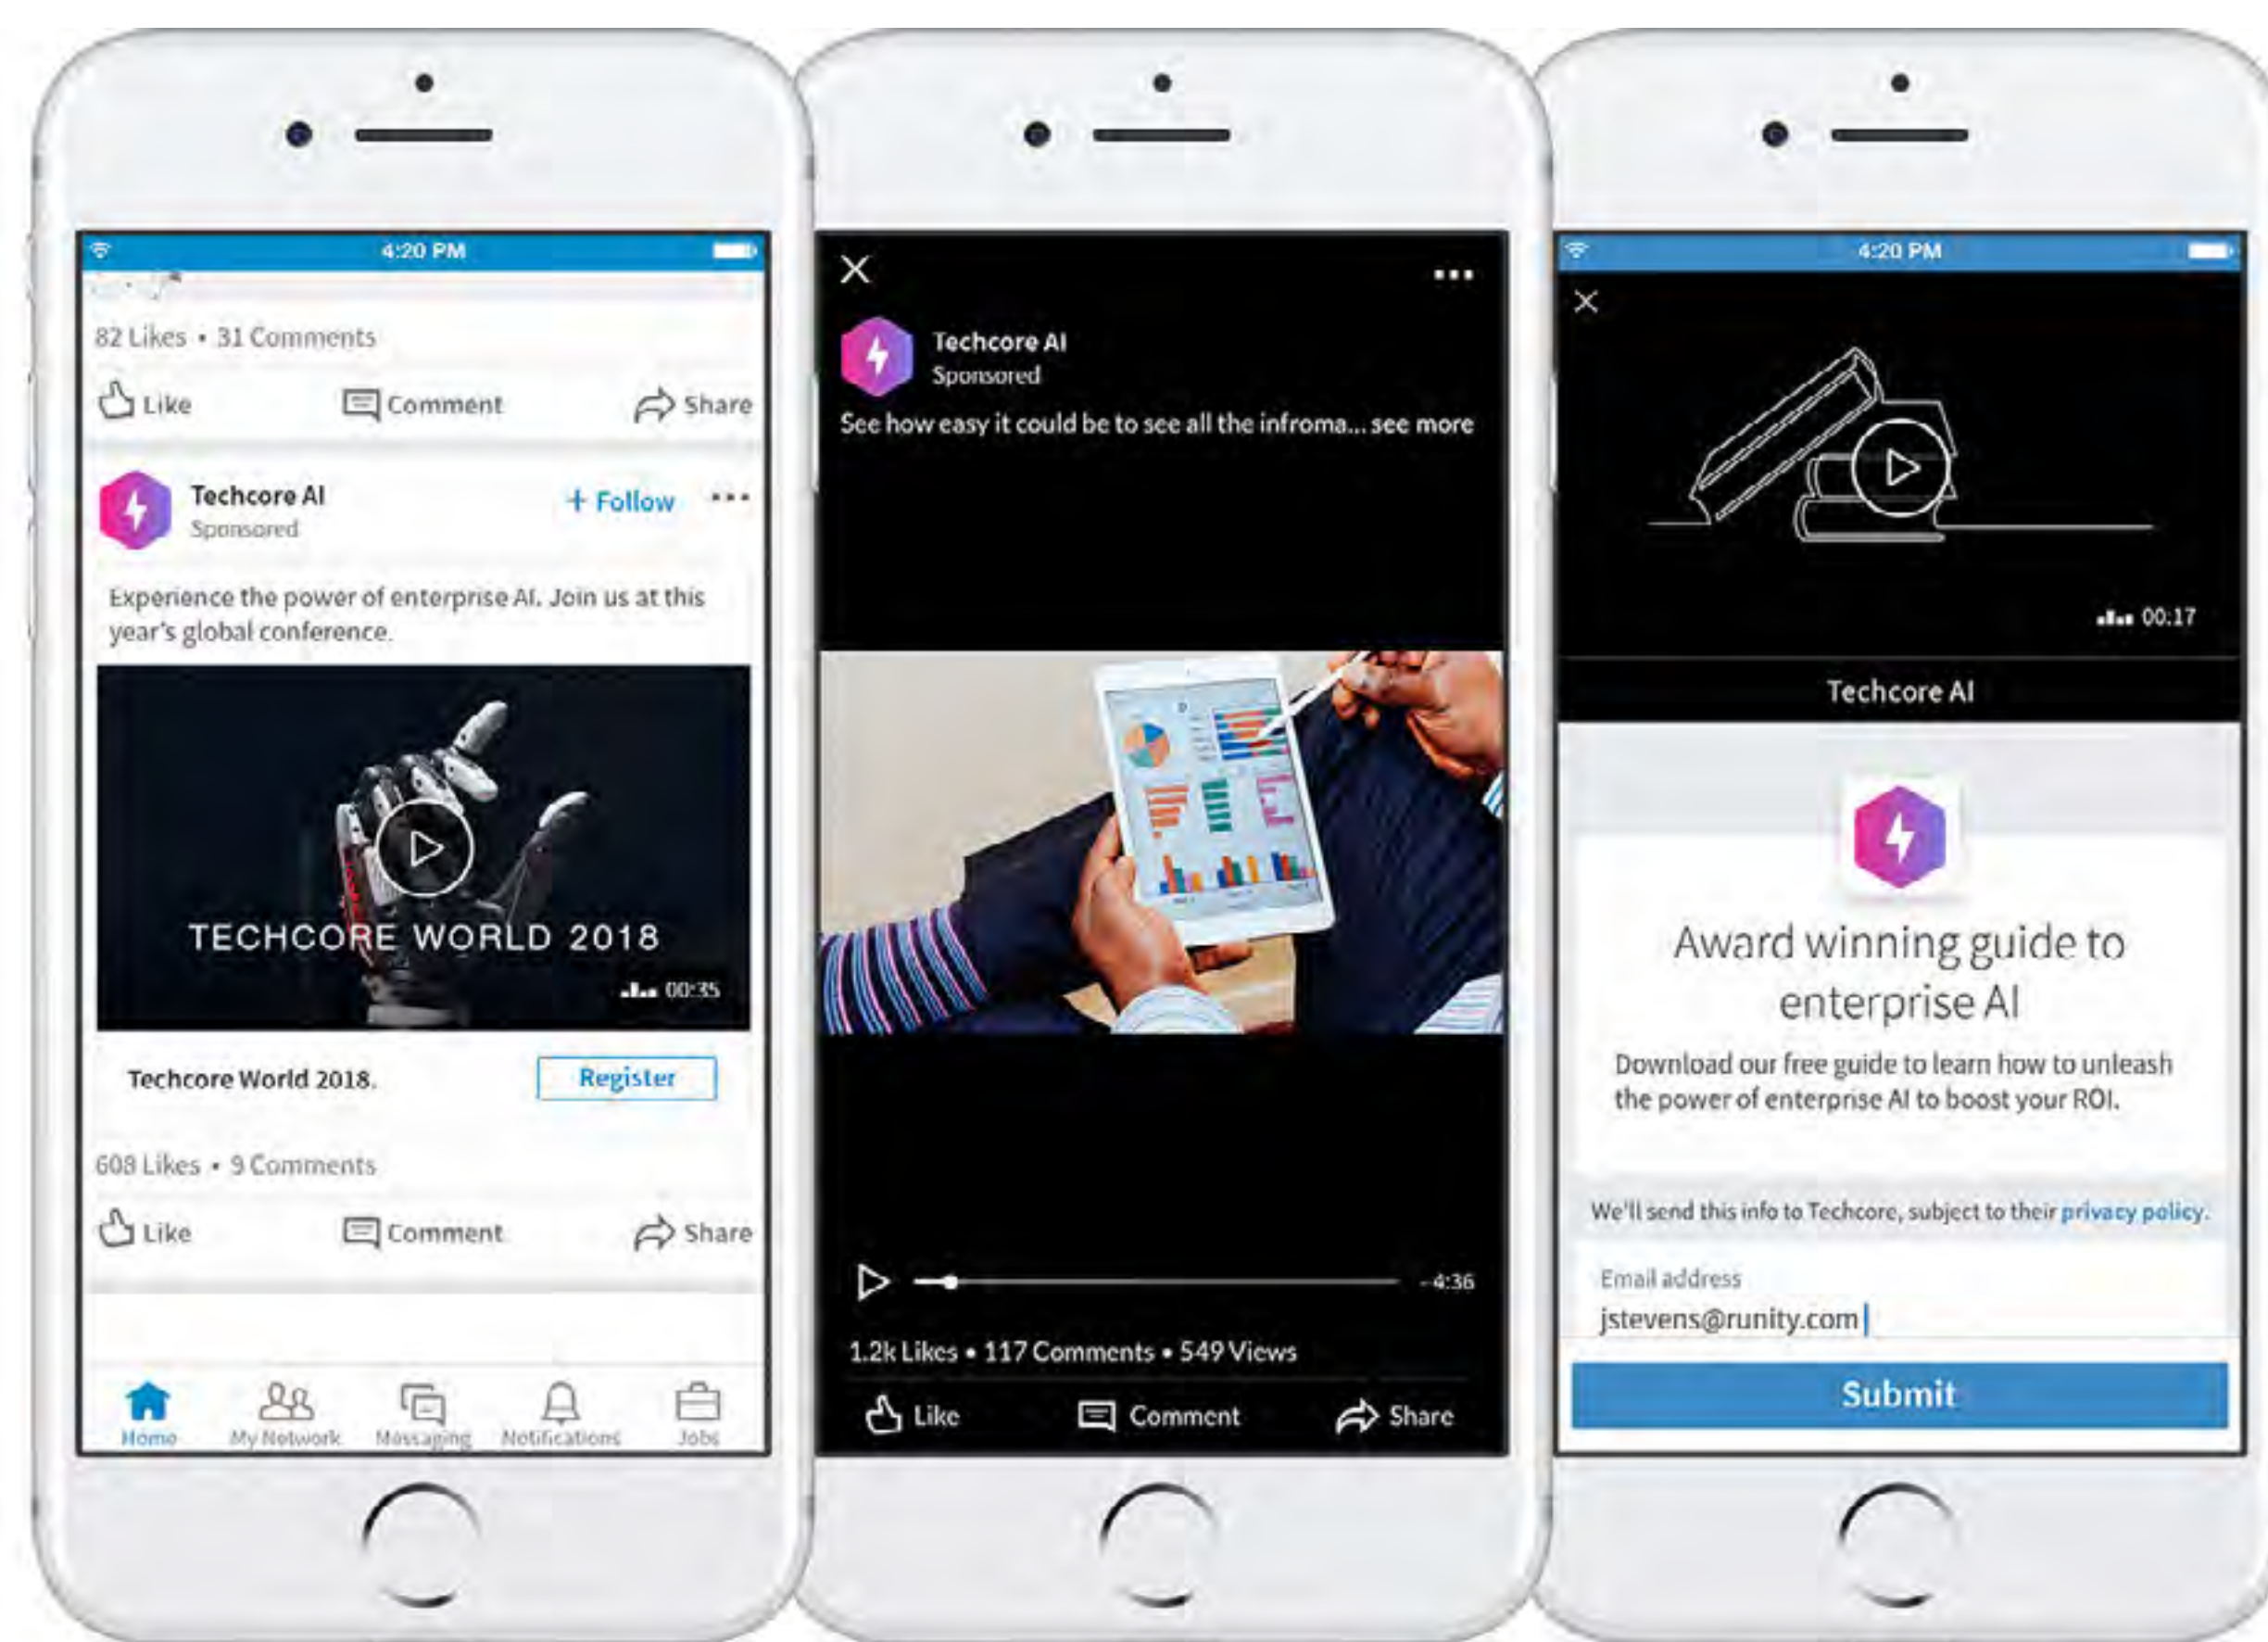 4:20 PM
82 Likes • 31 Comments
Like Comment Share
Techcore AI
+ Follow
Sponsored
Experience the power of enterprise AI. Join us at this
year's global conference.
TECHCORE WORLD 2018
00:35
Techcore World 2018.
Register
608 Likes • 9 Comments
Like Comment Share
Home My Network Messaging Notifications Jobs
Techcore AI
Sponsored
See how easy it could be to see all the infroma... see more
-4:36
1.2k Likes • 117 Comments • 549 Views
Like Comment Share
4:20 PM
00:17
Techcore AI
Award winning guide to
enterprise AI
Download our free guide to learn how to unleash
the power of enterprise AI to boost your ROI.
We'll send this info to Techcore, subject to their privacy policy.
Email address
jstevens@runity.com
Submit